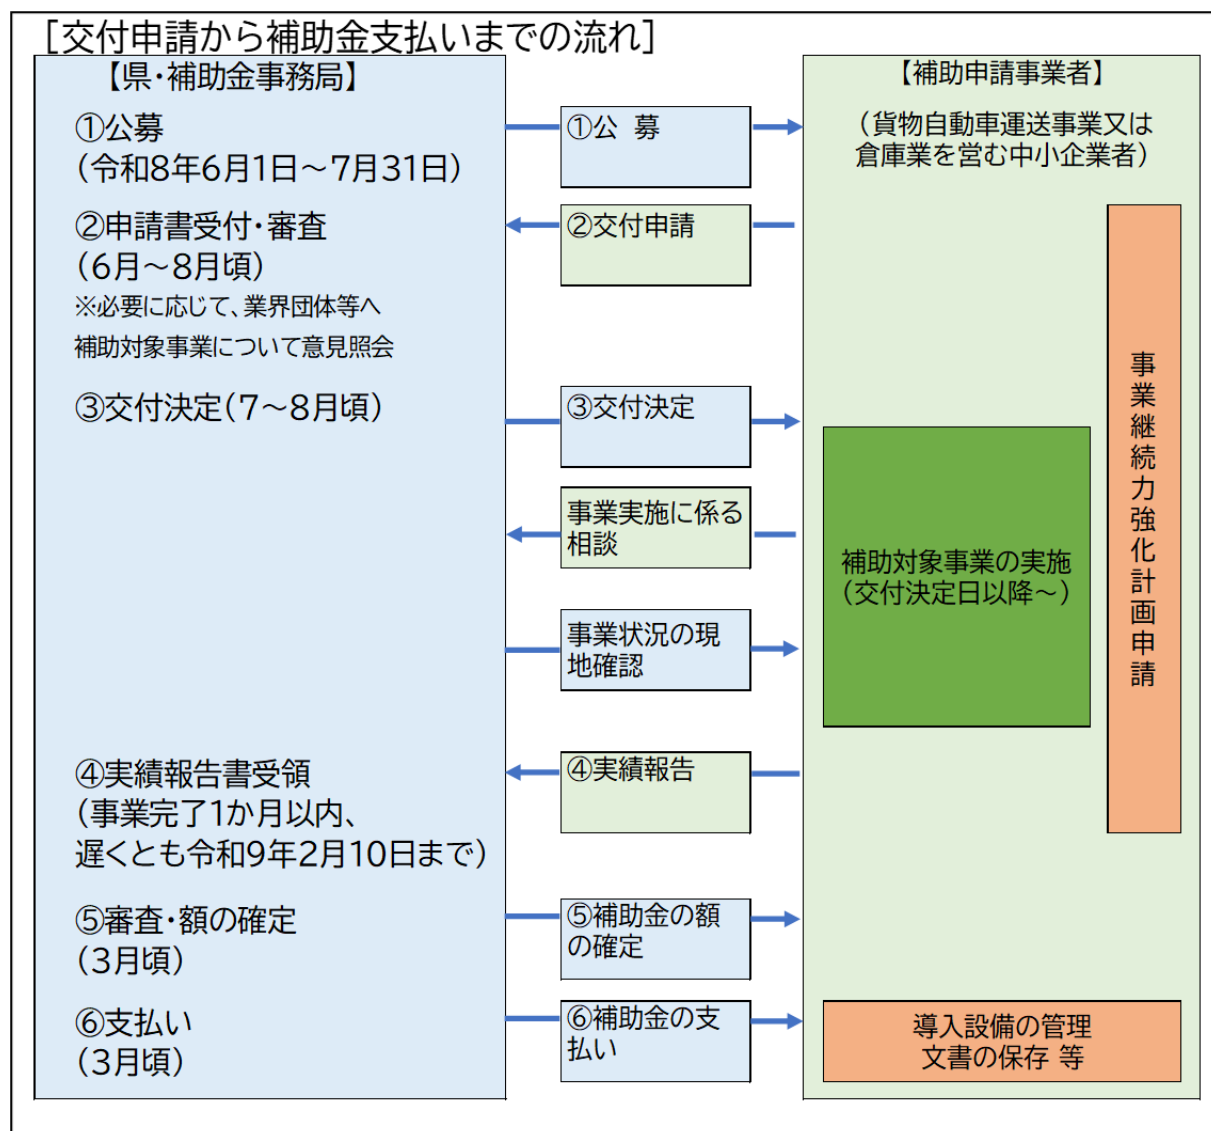 ［交付申請から補助金支払いまでの流れ］
【県・補助金事務局】
①公募
（令和8年6月1日～7月31日）
②申請書受付・審査
（6月～8月頃）
※必要に応じて、業界団体等へ
補助対象事業について意見照会
③交付決定（7～8月頃）
④実績報告書受領
（事業完了1か月以内、
遅くとも令和9年2月10日まで）
⑤審査・額の確定
（3月頃）
⑥支払い
（3月頃）
①公　募
②交付申請
③交付決定
事業実施に係る
相談
事業状況の現
地確認
④実績報告
⑤補助金の額
の確定
⑥補助金の支
払い
【補助申請事業者】
（貨物自動車運送事業又は
倉庫業を営む中小企業者）
補助対象事業の実施
（交付決定日以降～）
事業継続力強化計画申請
導入設備の管理
文書の保存 等